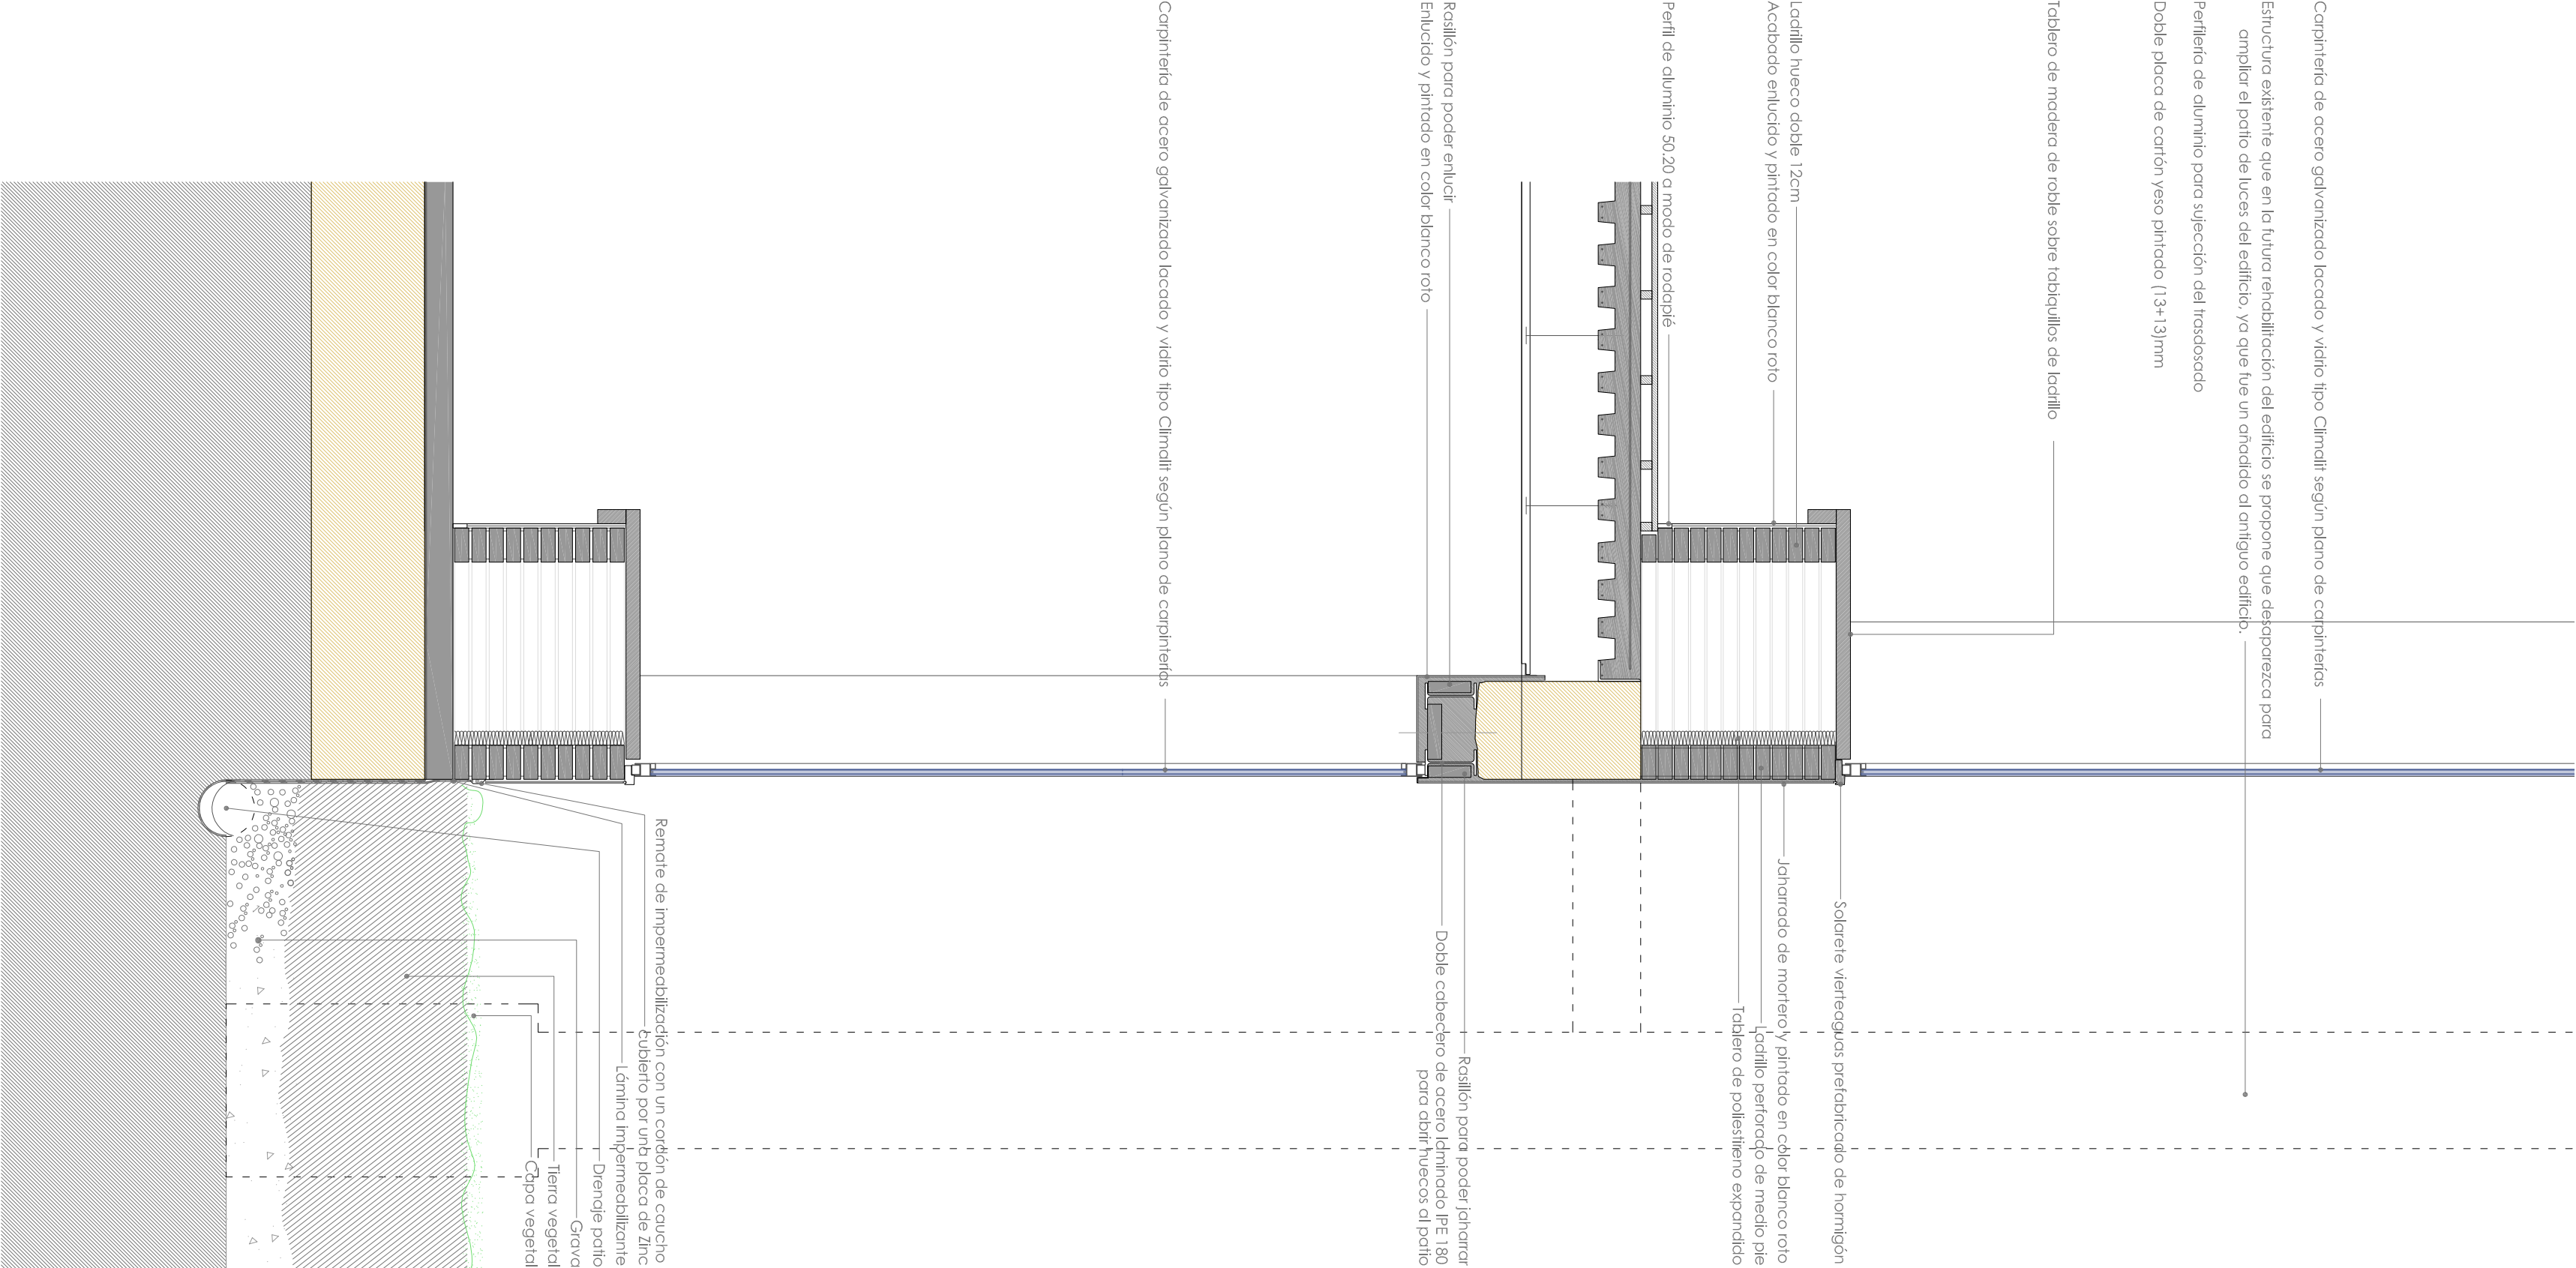 Carpintería de acero galvanizado lacado y vidrio tipo Climalit según plano de carpinterías
Estructura existente que en la futura rehabilitación del edificio se propone que desaparezca para
ampliar el patio de luces del edificio, ya que fue un añadido al antiguo edificio.
Perfilería de aluminio para sujección del trasdosado
Doble placa de cartón yeso pintado (13+13)mm
Tablero de madera de roble sobre tabiquillos de ladrillo
Ladrillo hueco doble 12cm
Acabado enlucido y pintado en color blanco roto
Perfil de aluminio 50.20 a modo de rodapié
Rasillón para poder enlucir
Enlucido y pintado en color blanco roto
Carpintería de acero galvanizado lacado y vidrio tipo Climalit según plano de carpinterías
Solarete vierteaguas prefabricado de hormigón
Jaharrado de mortero y pintado en color blanco roto
Ladrillo perforado de medio pie
Tablero de poliestireno expandido
Rasillón para poder jaharrar
Doble cabecero de acero laminado IPE 180
para abrir huecos al patio
Remate de impermeabilización con un cordón de caucho
cubierto por una placa de Zinc
Lámina impermeabilizante
Drenaje patio
Grava
Tierra vegetal
Capa vegetal